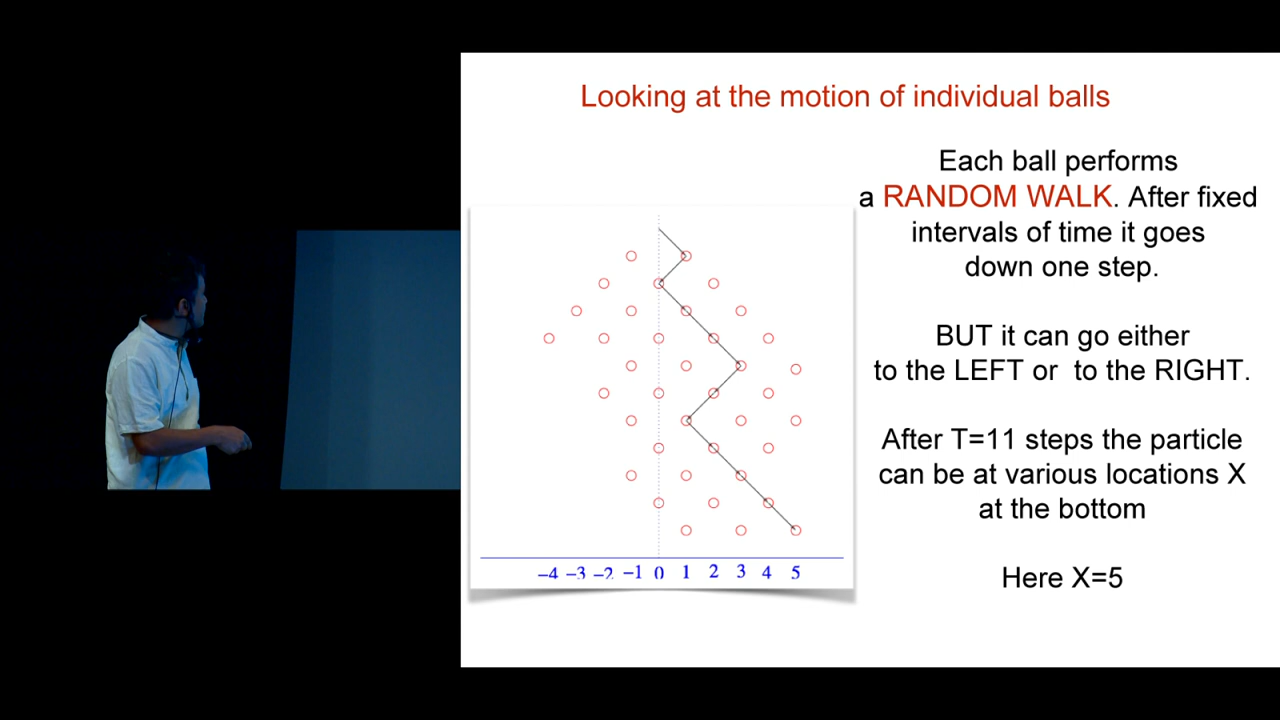 Looking at the motion of individual balls
Each ball performs
a RANDOM WALK. After fixed
intervals of time it goes
down one step.
BUT it can go either
to the LEFT or to the RIGHT.
After T=11 steps the particle
can be at various locations X
at the bottom
Here X=5
−4 −3 −2 −1 0 1 2 3 4 5